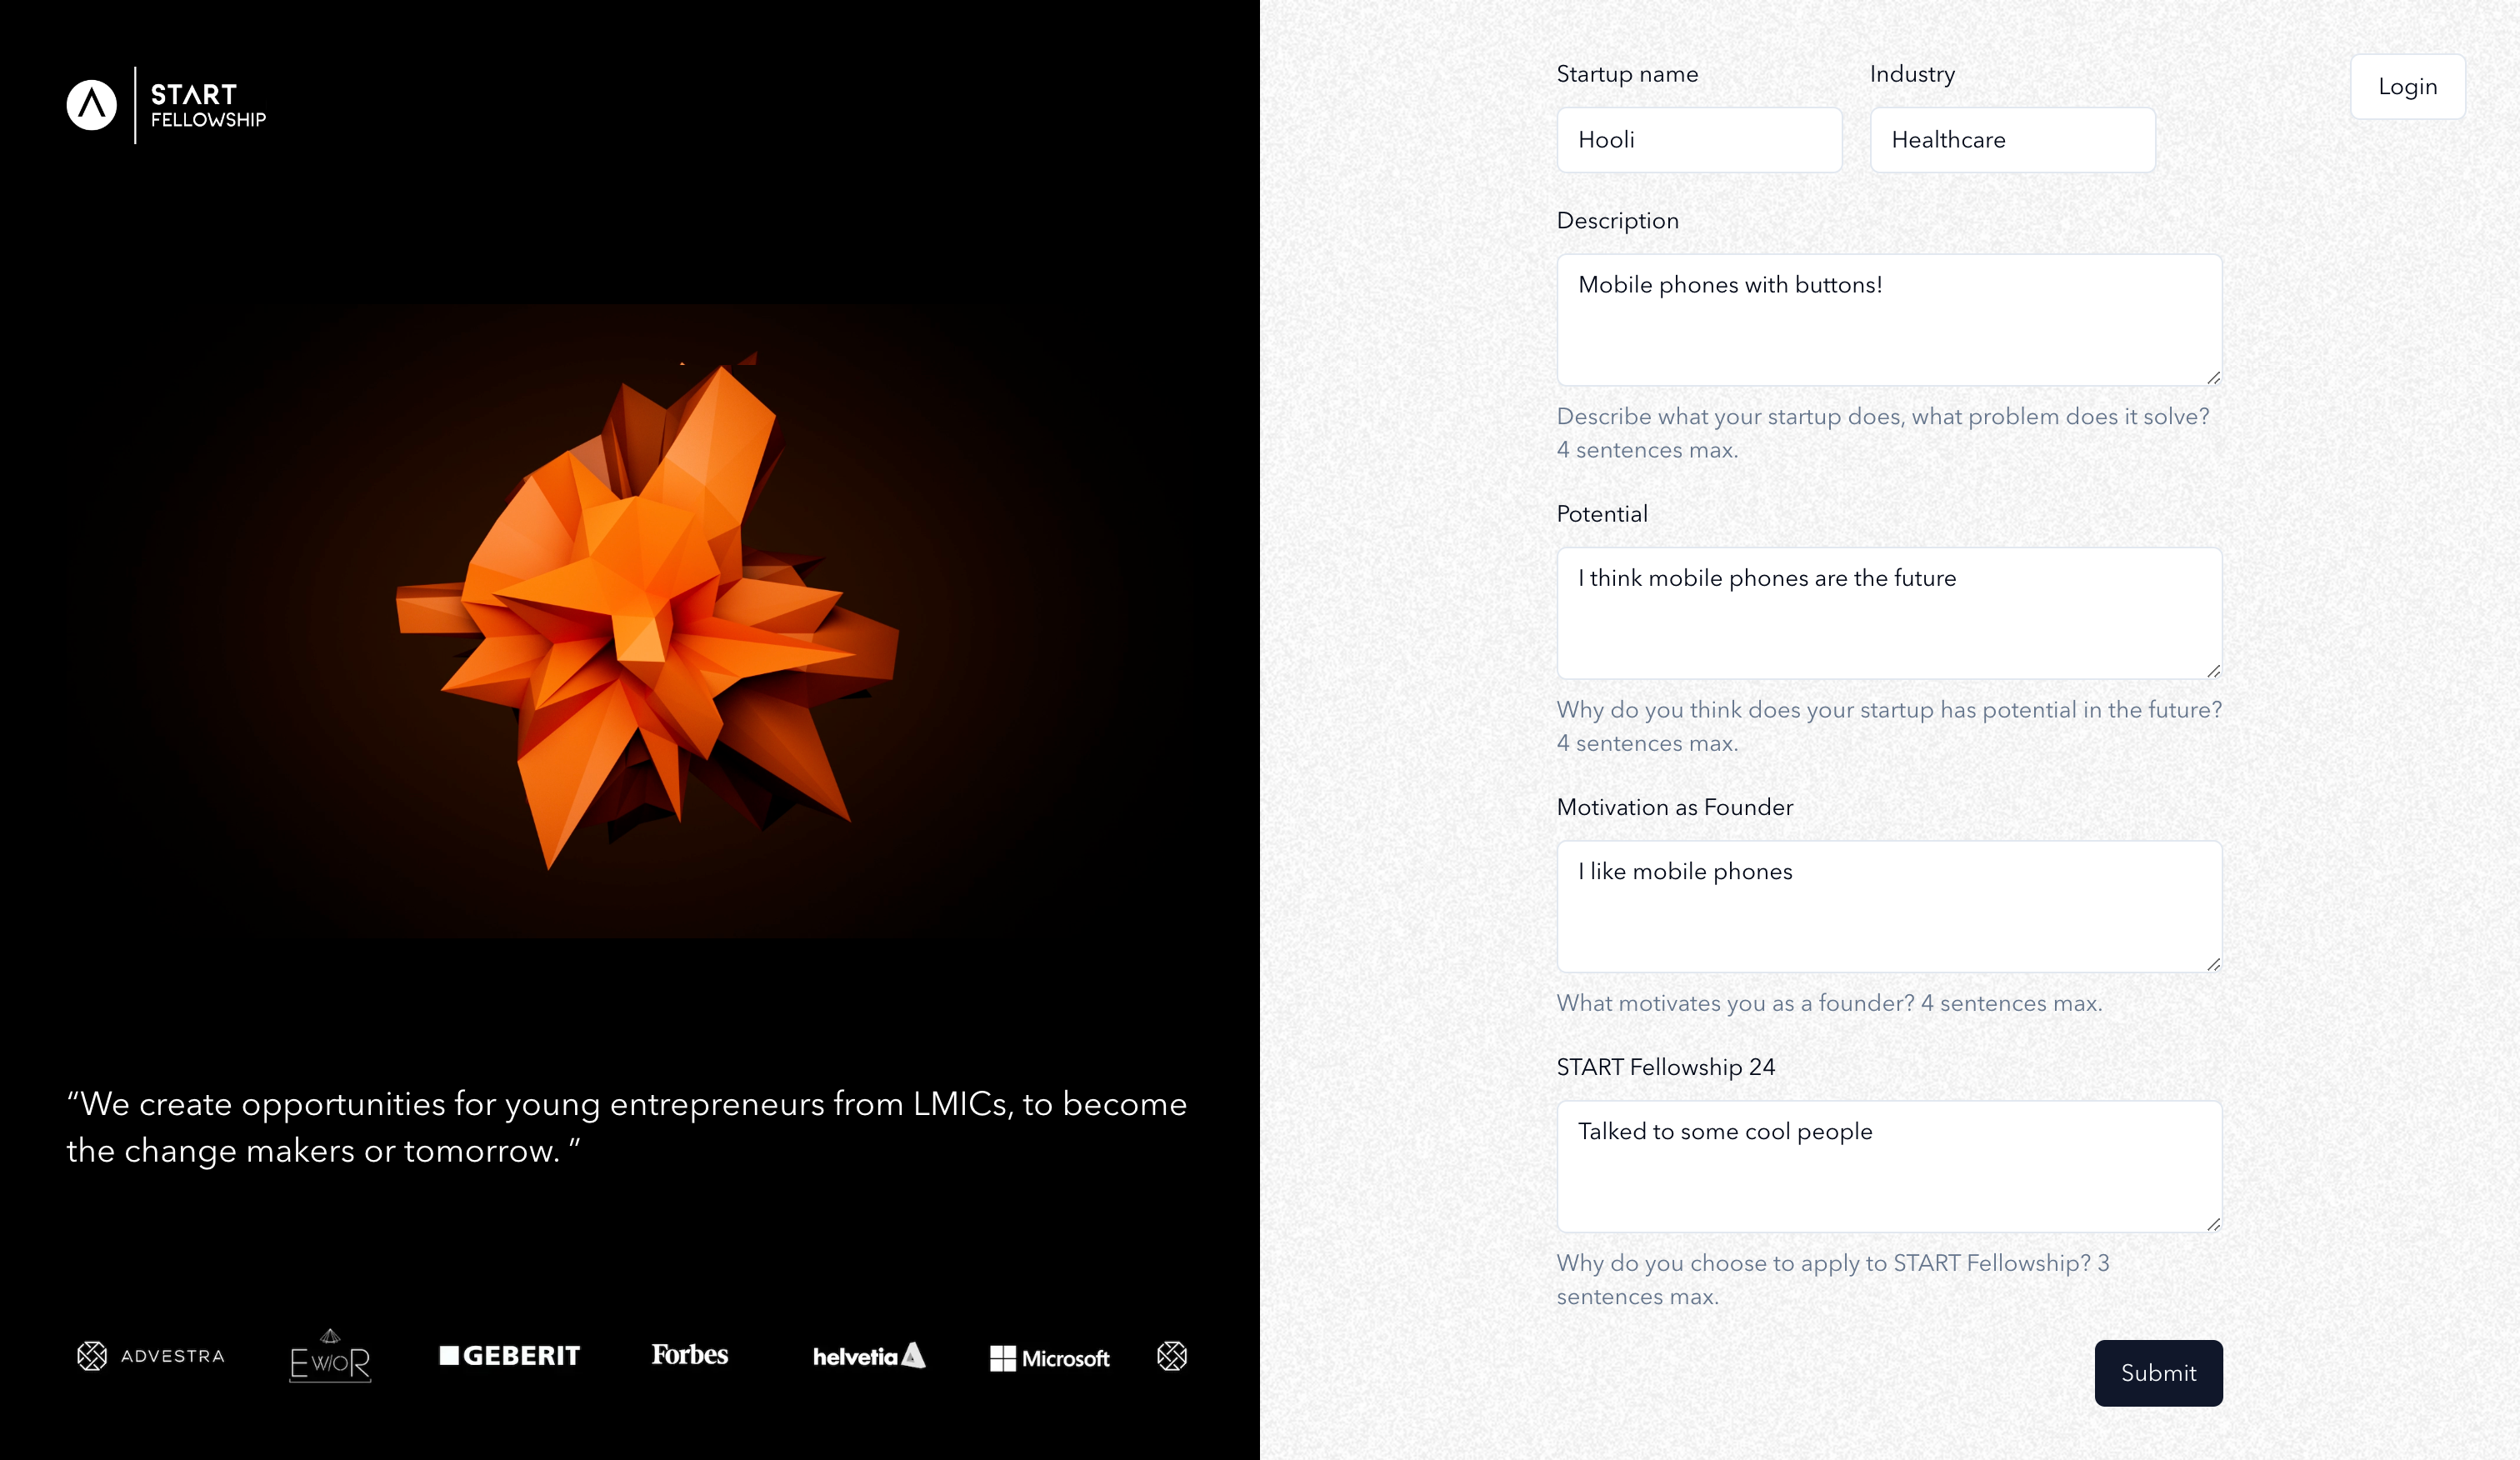 START
FELLOWSHIP
“We create opportunities for young entrepreneurs from LMICs, to become
the change makers or tomorrow. ”
ADVESTRA
EWOR
GEBERIT
Forbes
helvetia
Microsoft
Login
Startup name
Industry
Hooli
Healthcare
Description
Mobile phones with buttons!
Describe what your startup does, what problem does it solve?
4 sentences max.
Potential
I think mobile phones are the future
Why do you think does your startup has potential in the future?
4 sentences max.
Motivation as Founder
I like mobile phones
What motivates you as a founder? 4 sentences max.
START Fellowship 24
Talked to some cool people
Why do you choose to apply to START Fellowship? 3
sentences max.
Submit